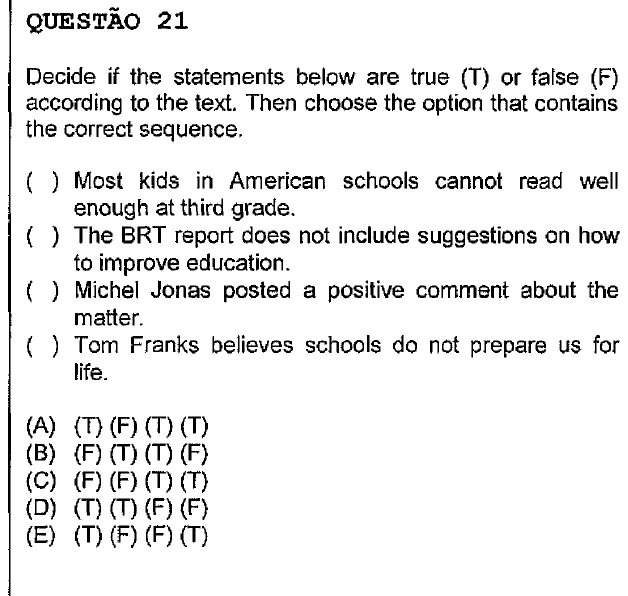 QUESTÃO 21
Decide if the statements below are true (T) or false (F)
according to the text. Then choose the option that contains
the correct sequence.
( ) Most kids in American schools cannot read well
enough at third grade.
( ) The BRT report does not include suggestions on how
to improve education.
( ) Michel Jonas posted a positive comment about the
matter.
( ) Tom Franks believes schools do not prepare us for
life.
(A) (T) (F) (T) (T)
(B) (F) (T) (T) (F)
(C) (F) (F) (T) (T)
(D) (T) (T) (F) (F)
(E) (T) (F) (F) (T)